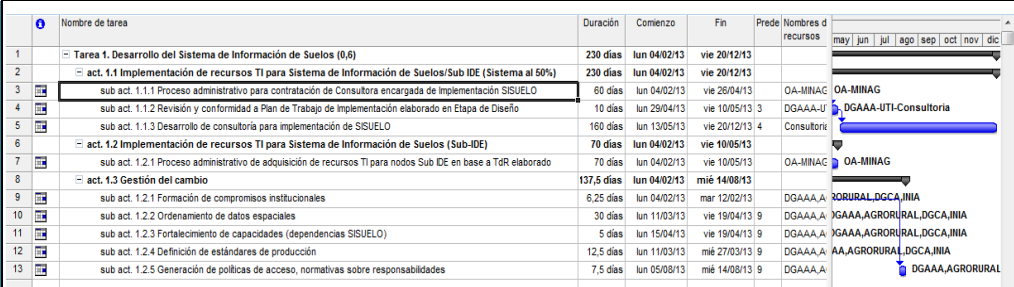 Nombre de tarea Duración Comienzo Fin Prede Nombres d
recursos may jun jul ago sep oct nov dic
1 Tarea 1. Desarrollo del Sistema de Información de Suelos (0,6) 230 días lun 04/02/13 vie 20/12/13
2 act. 1.1 Implementación de recursos TI para Sistema de Información de Suelos/Sub IDE (Sistema al 50%) 230 días lun 04/02/13 vie 20/12/13
3 sub act. 1.1.1 Proceso administrativo para contratación de Consultora encargada de Implementación SISUELO 60 días lun 04/02/13 vie 26/04/13 OA-MINAG OA-MINAG
4 sub act. 1.1.2 Revisión y conformidad a Plan de Trabajo de Implementación elaborado en Etapa de Diseño 10 días lun 29/04/13 vie 10/05/13 3 DGAAA-UT DGAAA-UTI-Consultoria
5 sub act. 1.1.3 Desarrollo de consultoría para implementación de SISUELO 160 días lun 13/05/13 vie 20/12/13 4 Consultoria
6 act. 1.2 Implementación de recursos TI para Sistema de Información de Suelos (Sub-IDE) 70 días lun 04/02/13 vie 10/05/13
7 sub act. 1.2.1 Proceso administrativo de adquisición de recursos TI para nodos Sub IDE en base a TdR elaborado 70 días lun 04/02/13 vie 10/05/13 OA-MINAG OA-MINAG
8 act. 1.3 Gestión del cambio 137,5 días lun 04/02/13 mié 14/08/13
9 sub act. 1.2.1 Formación de compromisos institucionales 6,25 días lun 04/02/13 mar 12/02/13 DGAAA,A RORURAL,DGCA,INIA
10 sub act. 1.2.2 Ordenamiento de datos espaciales 30 días lun 11/03/13 vie 19/04/13 9 DGAAA,A GAAA,AGRORURAL,DGCA,INIA
11 sub act. 1.2.3 Fortalecimiento de capacidades (dependencias SISUELO) 5 días lun 15/04/13 vie 19/04/13 9 DGAAA,A GAAA,AGRORURAL,DGCA,INIA
12 sub act. 1.2.4 Definición de estándares de producción 12,5 días lun 11/03/13 mié 27/03/13 9 DGAAA,A AA,AGRORURAL,DGCA,INIA
13 sub act. 1.2.5 Generación de políticas de acceso, normativas sobre responsabilidades 7,5 días lun 05/08/13 mié 14/08/13 9 DGAAA,A DGAAA,AGRORURAL